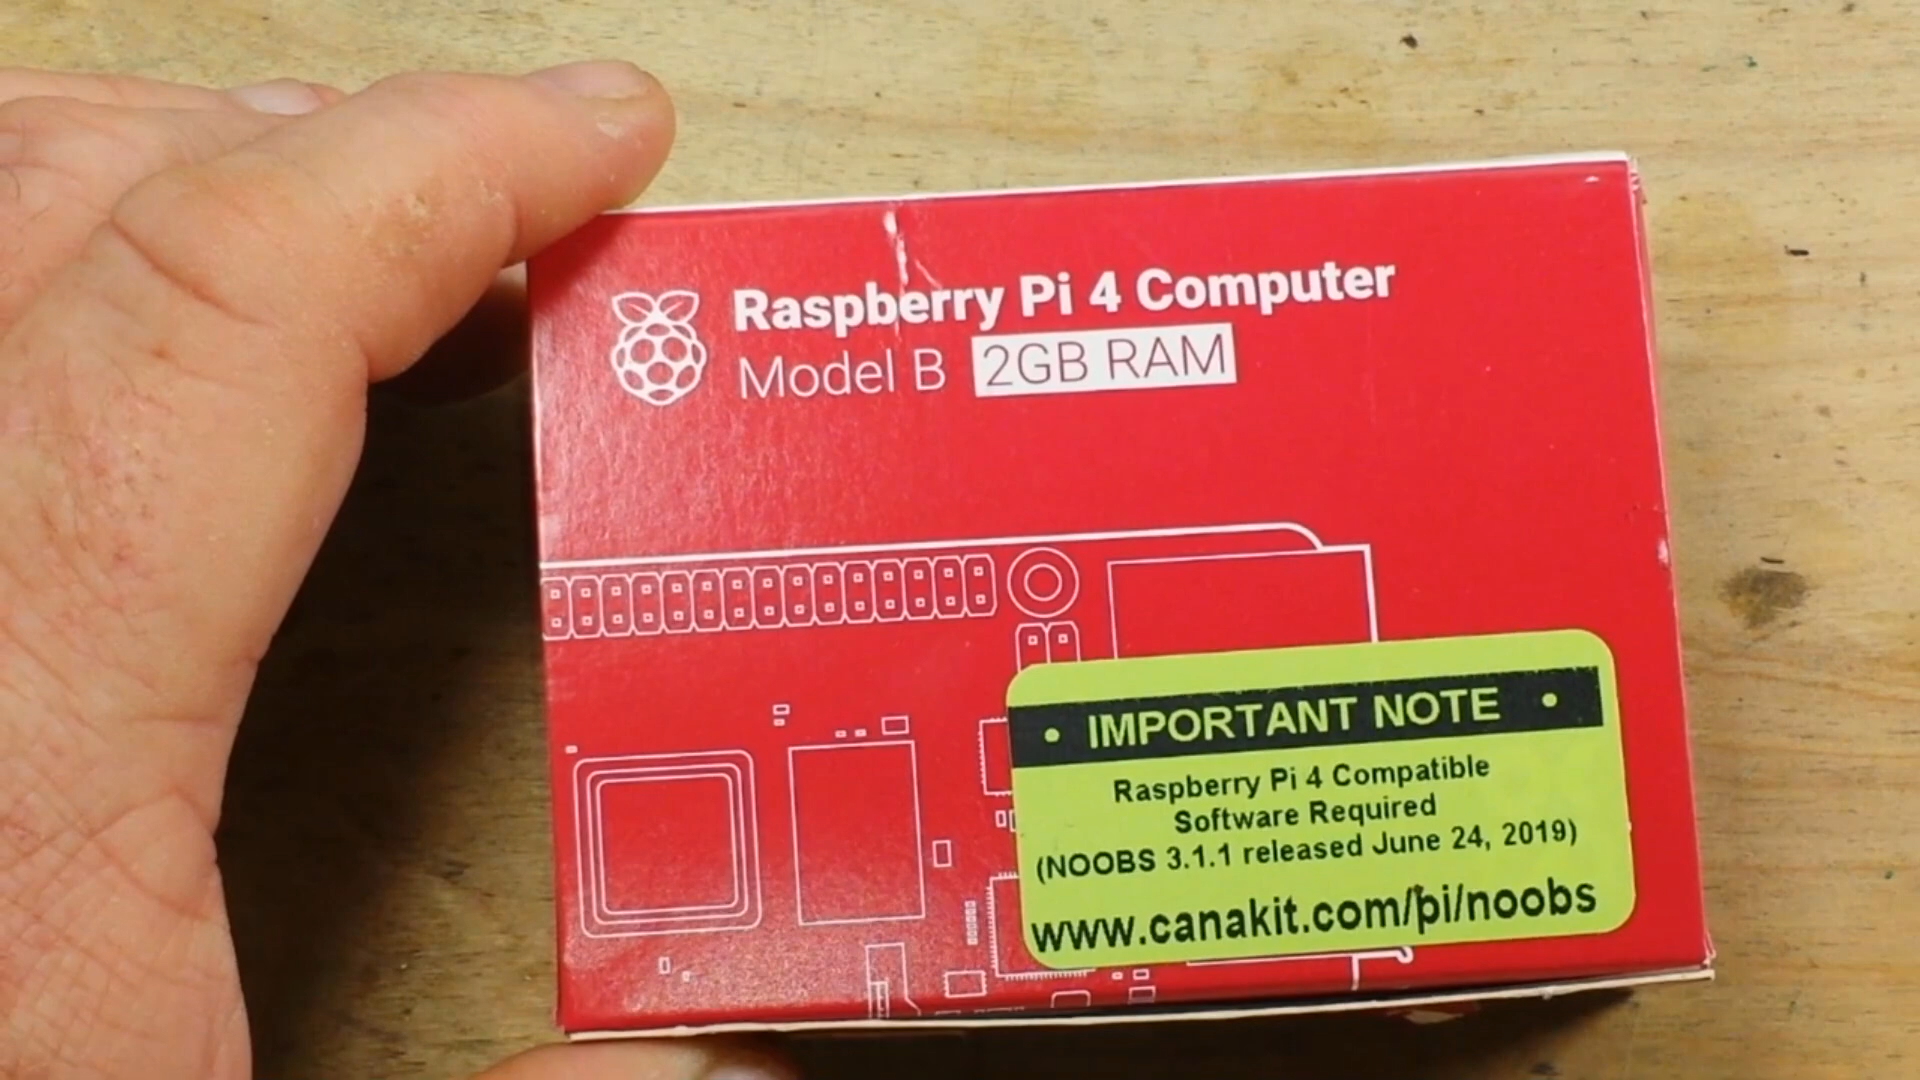 Raspberry Pi 4 Computer
Model B 2GB RAM
• IMPORTANT NOTE •
Raspberry Pi 4 Compatible
Software Required
(NOOBS 3.1.1 released June 24, 2019)
www.canakit.com/pi/noobs